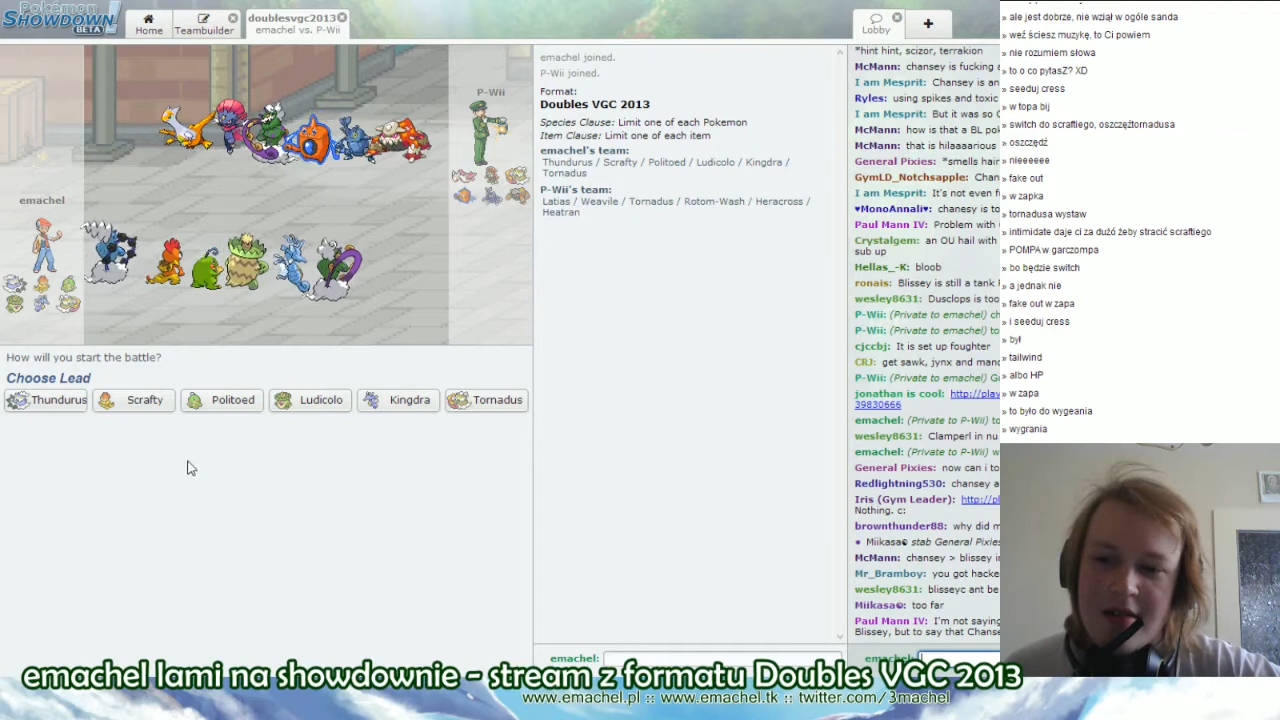 Pokémon
SHOWDOWN!
BETA
Home
Teambuilder
doublesvgc2013
emachel vs. P-Wii
Lobby
emachel
P-Wii
How will you start the battle?
Choose Lead
Thundurus
Scrafty
Politoed
Ludicolo
Kingdra
Tornadus
emachel joined.
P-Wii joined.
Format:
Doubles VGC 2013
Species Clause: Limit one of each Pokemon
Item Clause: Limit one of each item
emachel's team:
Thundurus / Scrafty / Politoed / Ludicolo / Kingdra /
Tornadus
P-Wii's team:
Latias / Weavile / Tornadus / Rotom-Wash / Heracross /
Heatran
emachel:
*hint hint, scizor, terrakion
McMann: chansey is fucking
I am Mesprit: Chansey is an
Ryles: using spikes and toxic
I am Mesprit: But it was so
McMann: how is that a BL po
McMann: that is hilaaarious
General Pixies: *smells hair
GymLD_Notchsapple: Chan
I am Mesprit: It's not even f
♥MonoAnnali♥: chanesy is to
Paul Mann IV: Problem with
Crystalgem: an OU hail with
sub up
Hellas_-K: bloob
ronais: Blissey is still a tank
wesley8631: Dusclops is too
P-Wii: (Private to emachel) ch
P-Wii: (Private to emachel) to
cjccbj: It is set up foughter
CRJ: get sawk, jynx and manc
P-Wii: (Private to emachel) G
jonathan is cool: http://play
39830666
emachel: (Private to P-Wii) to
wesley8631: Clamperl in nu
emachel: (Private to P-Wii) w
General Pixies: now can i to
Redlightning530: chansey a
Iris (Gym Leader): http://pl
Nothing. c:
brownthunder88: why did m
• Miikasa stab General Pixies
McMann: chansey > blissey in
Mr_Bramboy: you got hacke
wesley8631: blisseyc ant be
Miikasa: too far
Paul Mann IV: I'm not saying
Blissey, but to say that Chanse
emachel:
» ale jest dobrze, nie wziął w ogóle sanda
» weź ściesz muzykę, to Ci powiem
» nie rozumiem słowa
» to o co pytasZ? XD
» seeduj cress
» w topa bij
» switch do scraftiego, oszczęźtornadusa
» oszczędź
» nieeeeee
» fake out
» w zapka
» tornadusa wystaw
» intimidate daje ci za dużó żeby stracić scraftiego
» POMPA w garczompa
» bo będzie switch
» a jednak nie
» fake out w zapa
» i seeduj cress
» był
» tailwind
» albo HP
» w zapa
» to było do wygeania
» wygrania
emachel lami na showdownie - stream z formatu Doubles VGC 2013
www.emachel.pl :: www.emachel.tk :: twitter.com/3machel